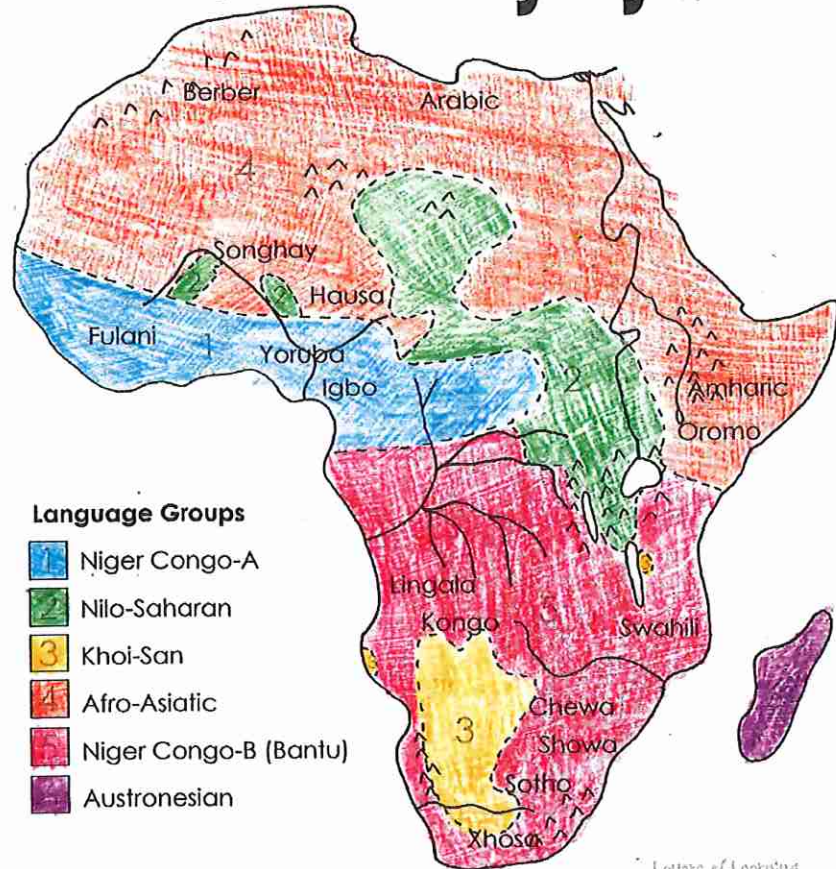 Berber
Arabic
4
Songhay
2
2
Hausa
Fulani
1
Yoruba
Igbo
2
Amharic
Oromo
Language Groups
1 Niger Congo-A
2 Nilo-Saharan
3 Khoi-San
4 Afro-Asiatic
5 Niger Congo-B (Bantu)
Austronesian
Lingala
Kongo
5
Swahili
3
Chewa
Showa
Sotho
Xhosa